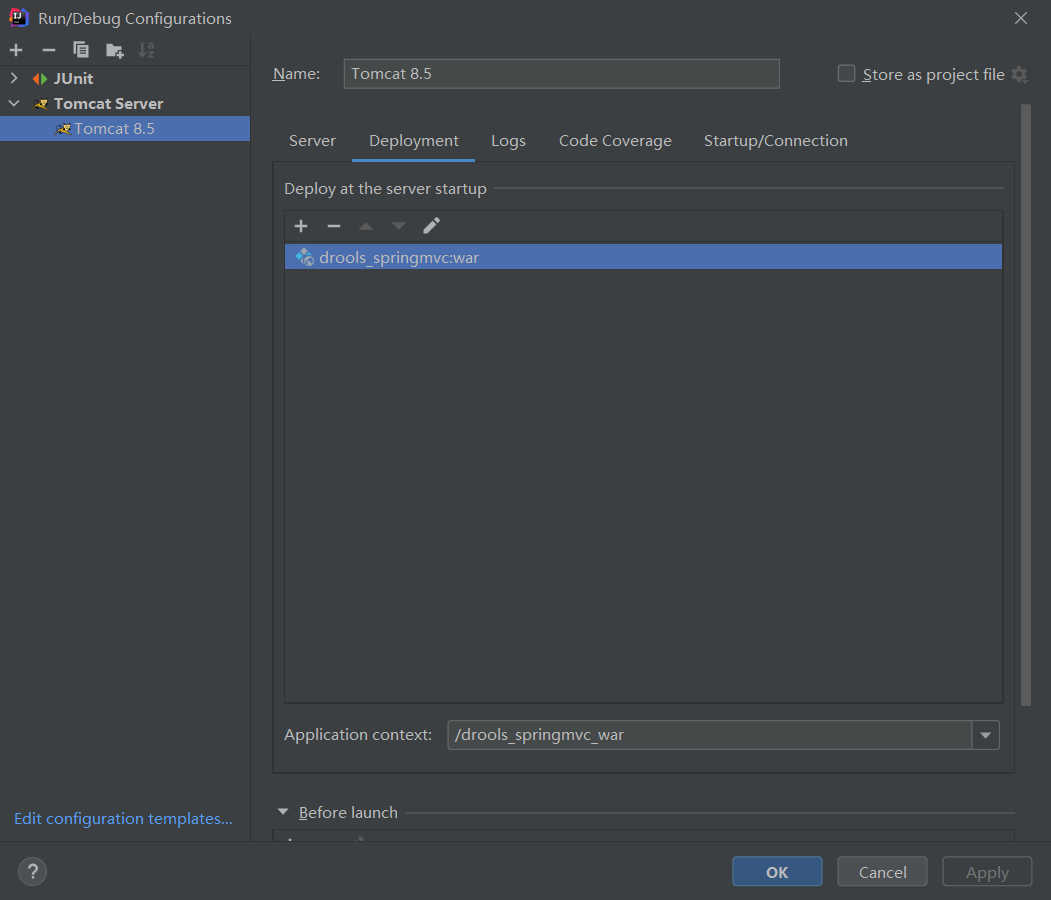 Run/Debug Configurations
JUnit
Tomcat Server
Tomcat 8.5
Edit configuration templates...
Name: Tomcat 8.5 Store as project file
Server Deployment Logs Code Coverage Startup/Connection
Deploy at the server startup
drools_springmvc:war
Application context: /drools_springmvc_war
Before launch
? OK Cancel Apply